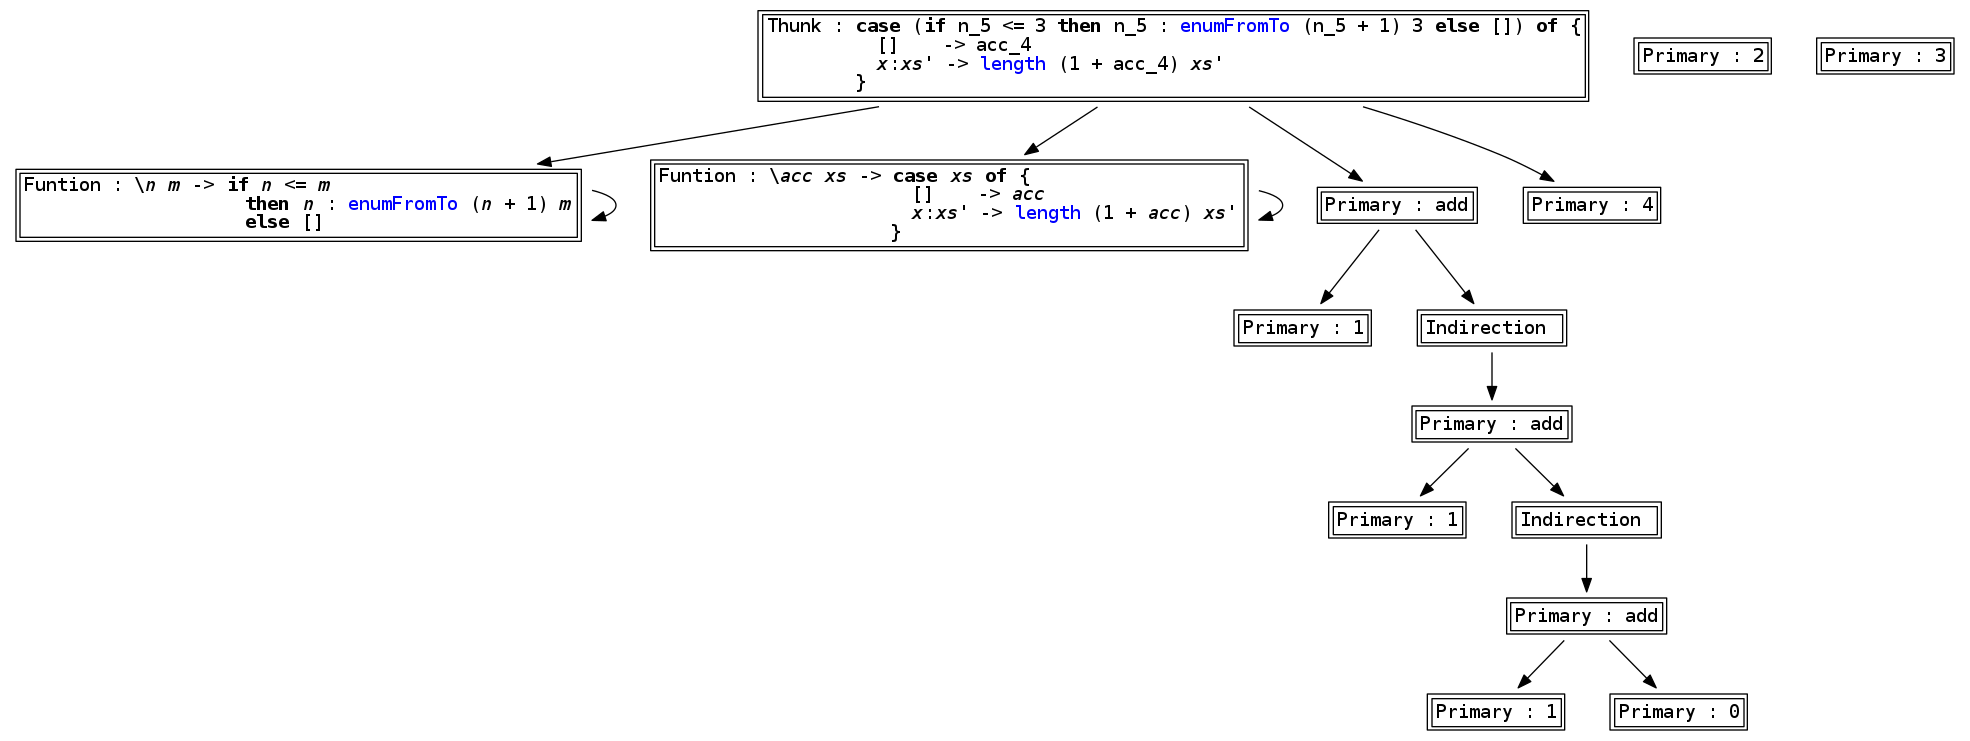 Thunk : case (if n_5 <= 3 then n_5 : enumFromTo (n_5 + 1) 3 else []) of {
[] -> acc_4
x:xs' -> length (1 + acc_4) xs'
}
Primary : 2
Primary : 3
Funtion : \n m -> if n <= m
then n : enumFromTo (n + 1) m
else []
Funtion : \acc xs -> case xs of {
[] -> acc
x:xs' -> length (1 + acc) xs'
}
Primary : add
Primary : 4
Primary : 1
Indirection
Primary : add
Primary : 1
Indirection
Primary : add
Primary : 1
Primary : 0